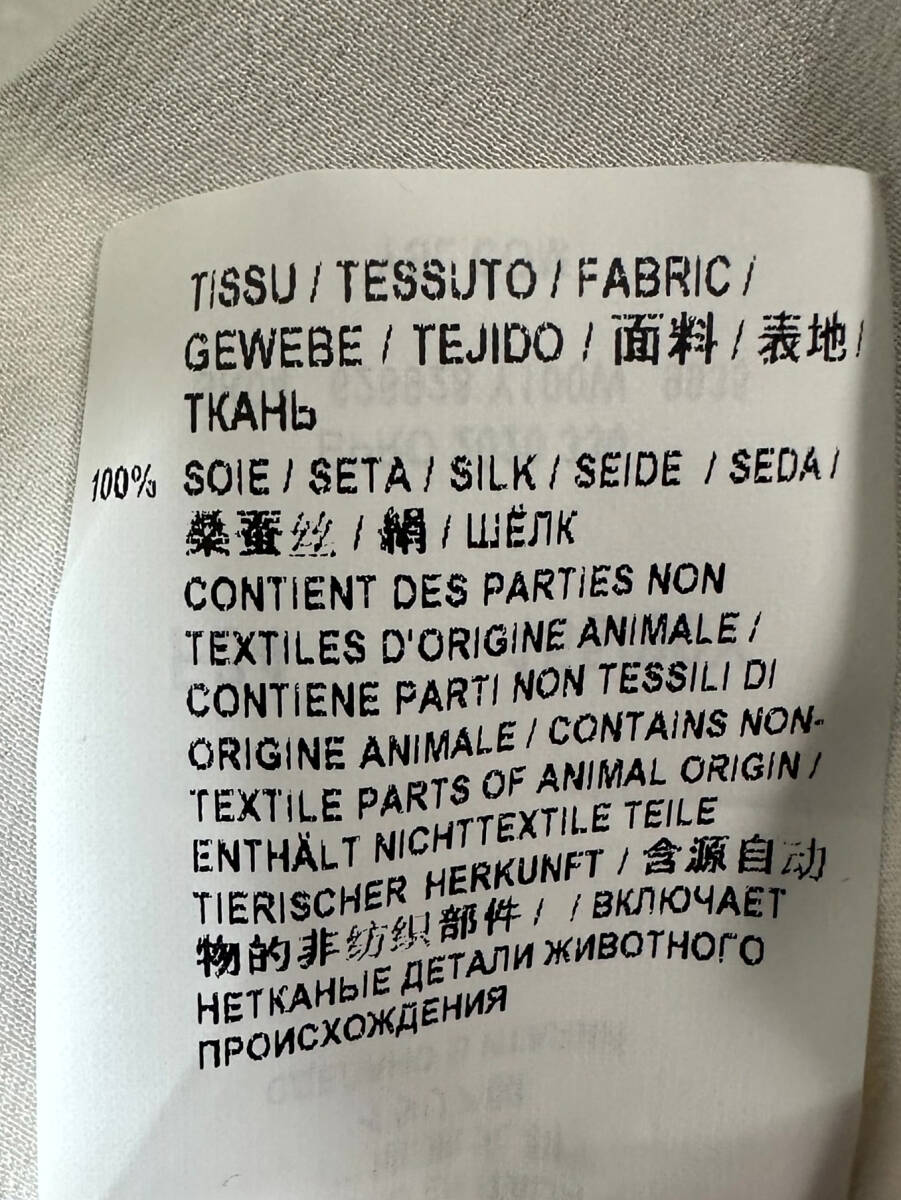 TISSU / TESSUTO / FABRIC /
GEWEBE / TEJIDO / 面料 / 表地 /
ТКАНЬ
100% SOIE / SETA / SILK / SEIDE / SEDA /
桑蚕丝 / 絹 / ШЁЛК
CONTIENT DES PARTIES NON
TEXTILES D'ORIGINE ANIMALE /
CONTIENE PARTI NON TESSILI DI
ORIGINE ANIMALE / CONTAINS NON-
TEXTILE PARTS OF ANIMAL ORIGIN /
ENTHÄLT NICHTTEXTILE TEILE
TIERISCHER HERKUNFT / 含源自动
物的非纺织部件 / / ВКЛЮЧАЕТ
НЕТКАНЫЕ ДЕТАЛИ ЖИВОТНОГО
ПРОИСХОЖДЕНИЯ